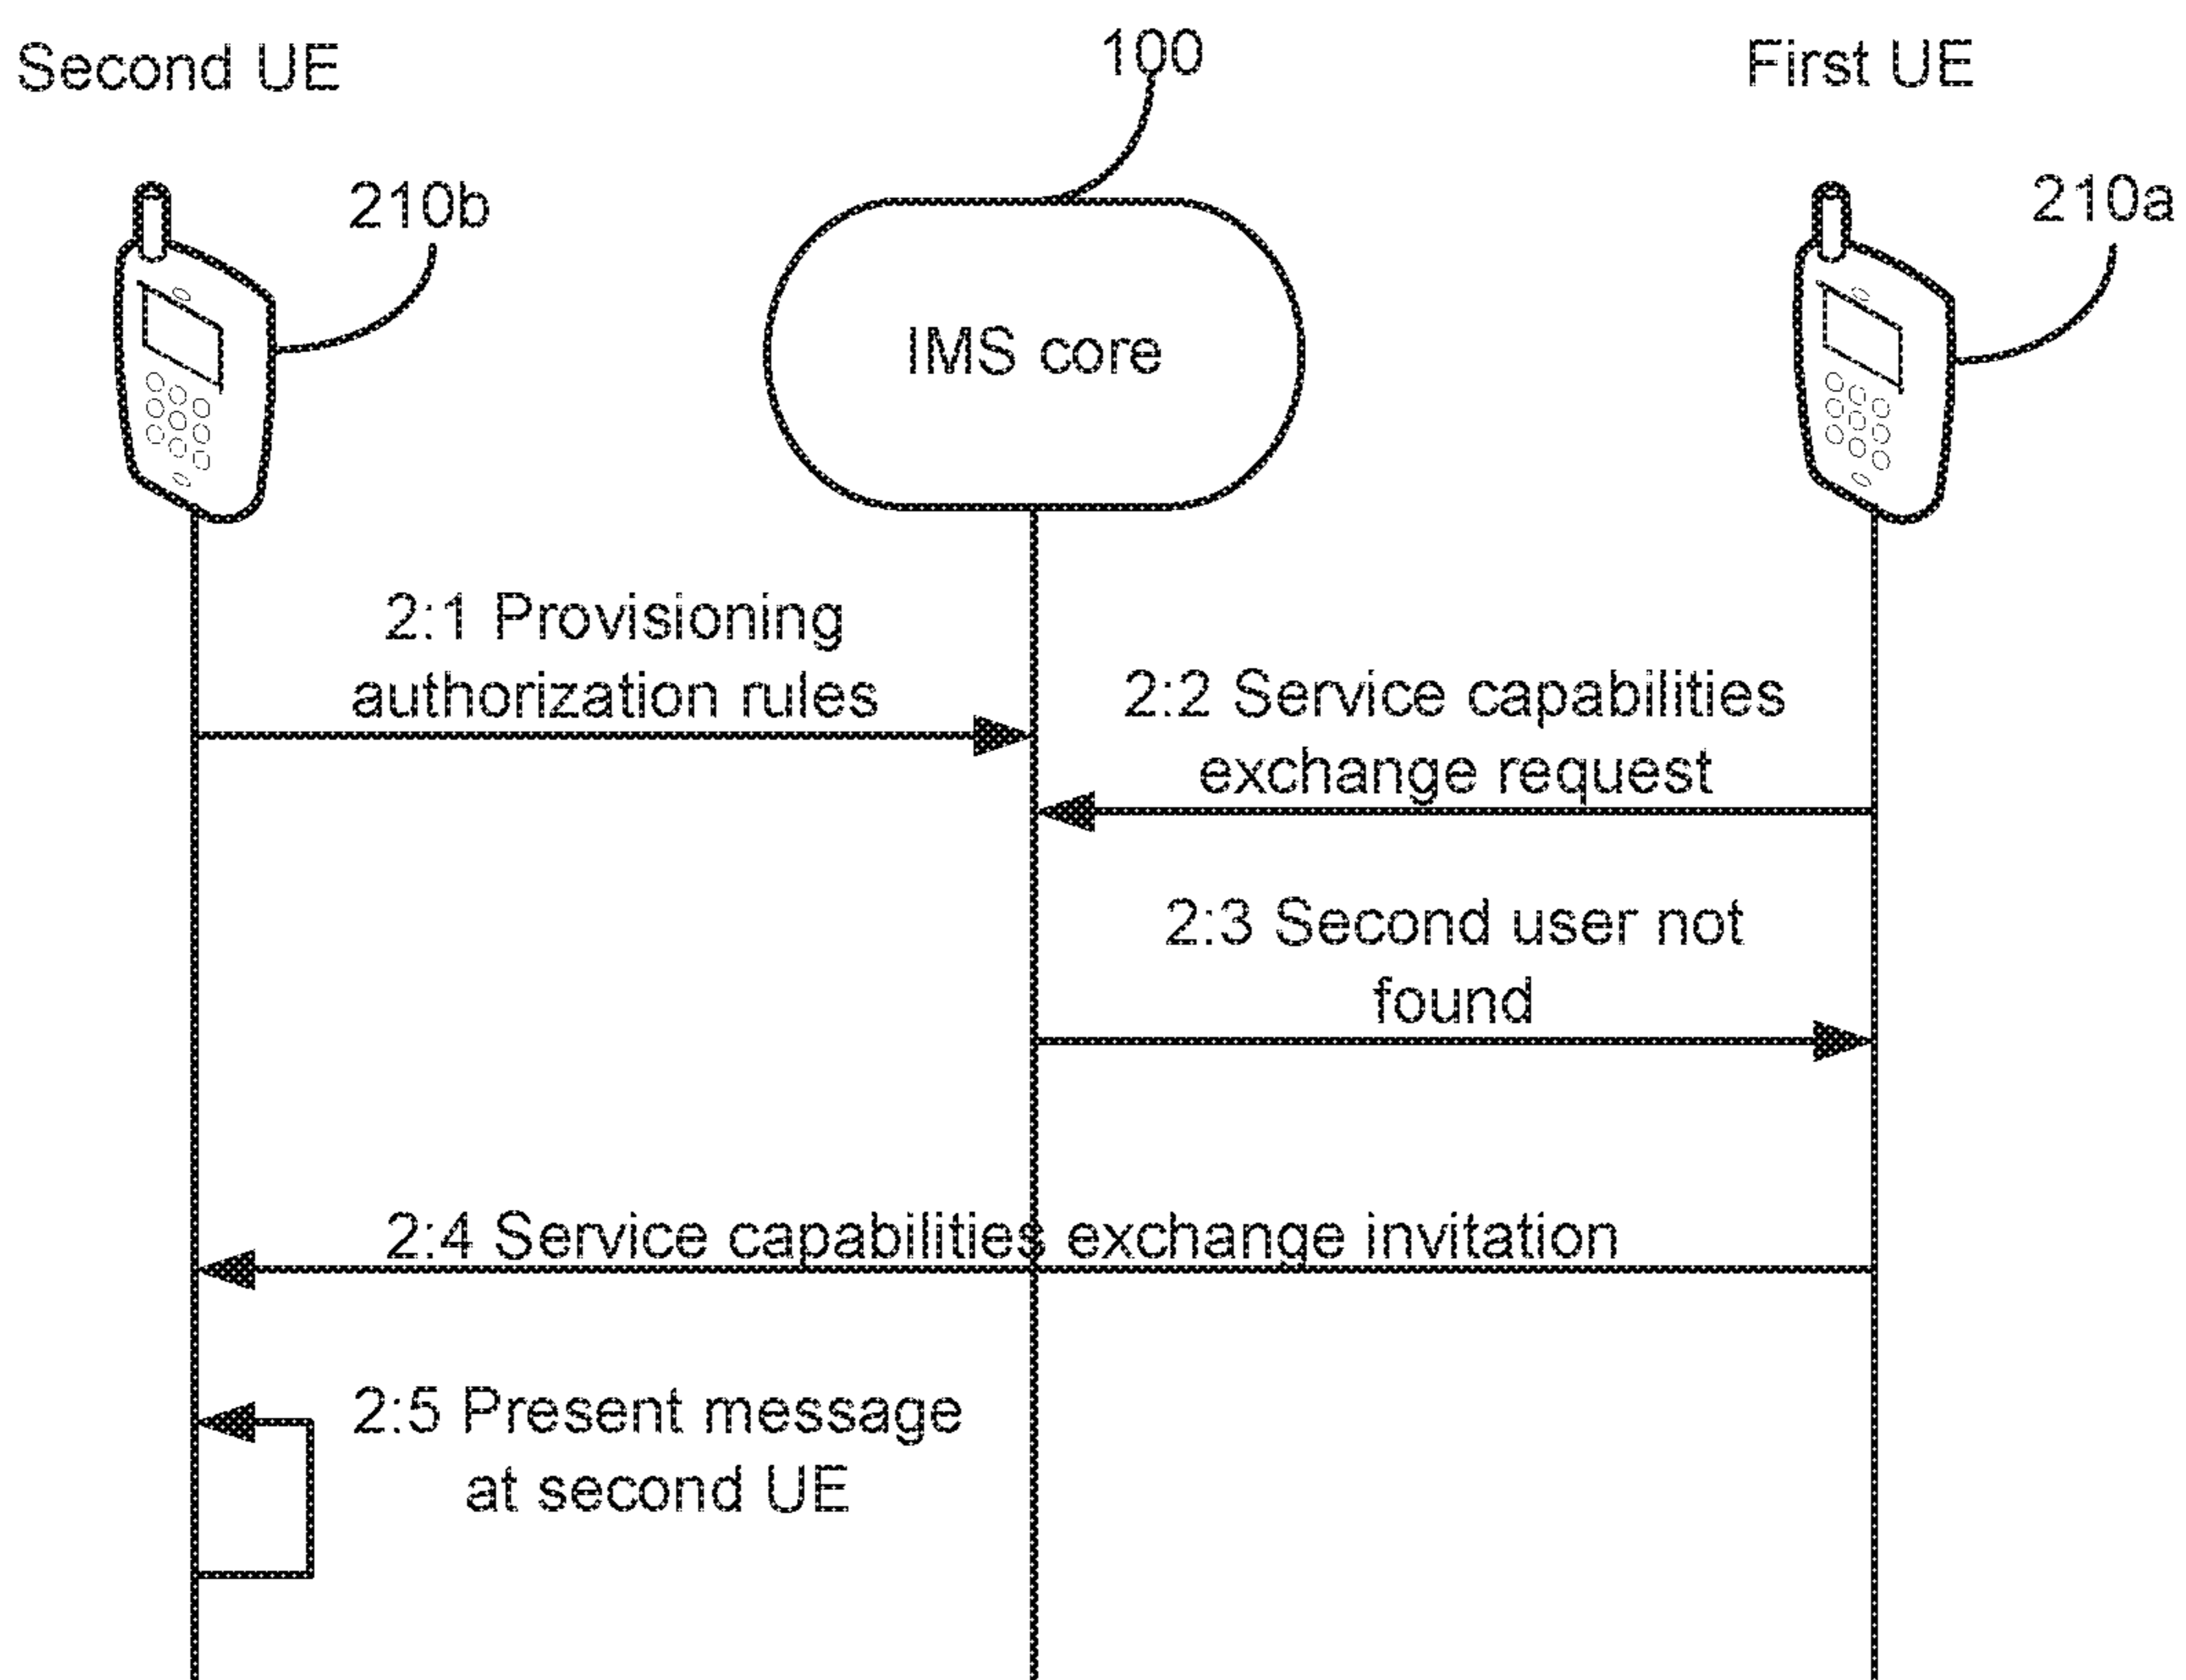 Second UE
100
First UE
210b
210a
IMS core
2:1 Provisioning
authorization rules
2:2 Service capabilities
exchange request
2:3 Second user not
found
2:4 Service capabilities exchange invitation
2:5 Present message
at second UE